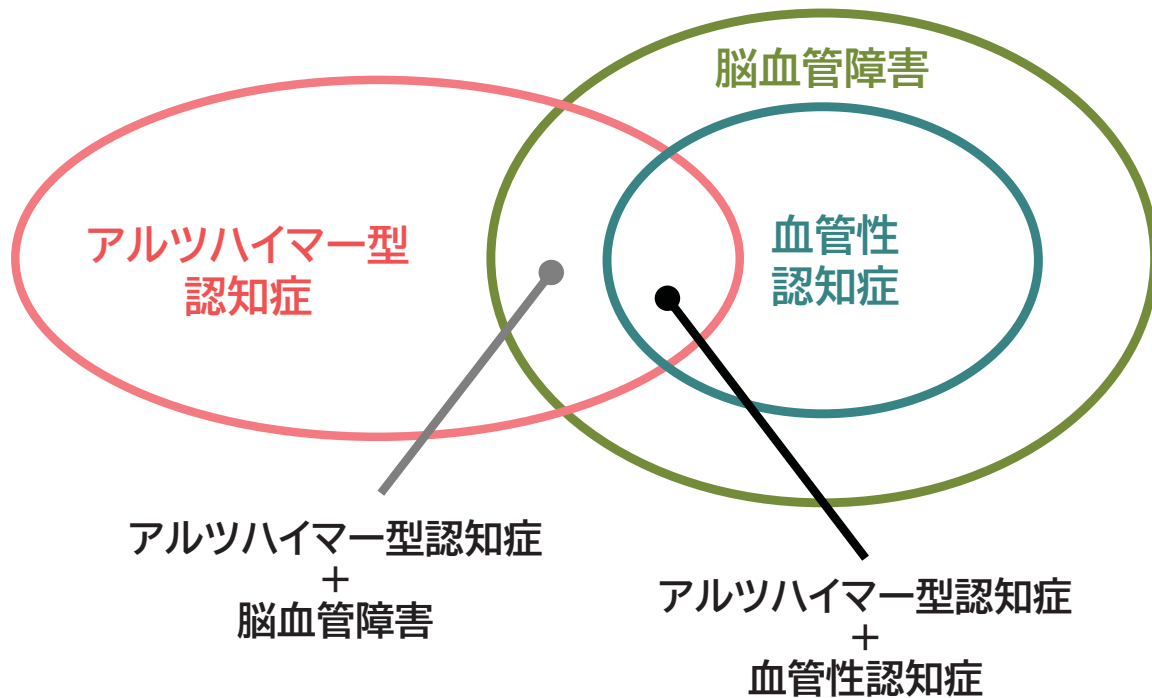 脳血管障害
アルツハイマー型
認知症
血管性
認知症
アルツハイマー型認知症
+
脳血管障害
アルツハイマー型認知症
+
血管性認知症